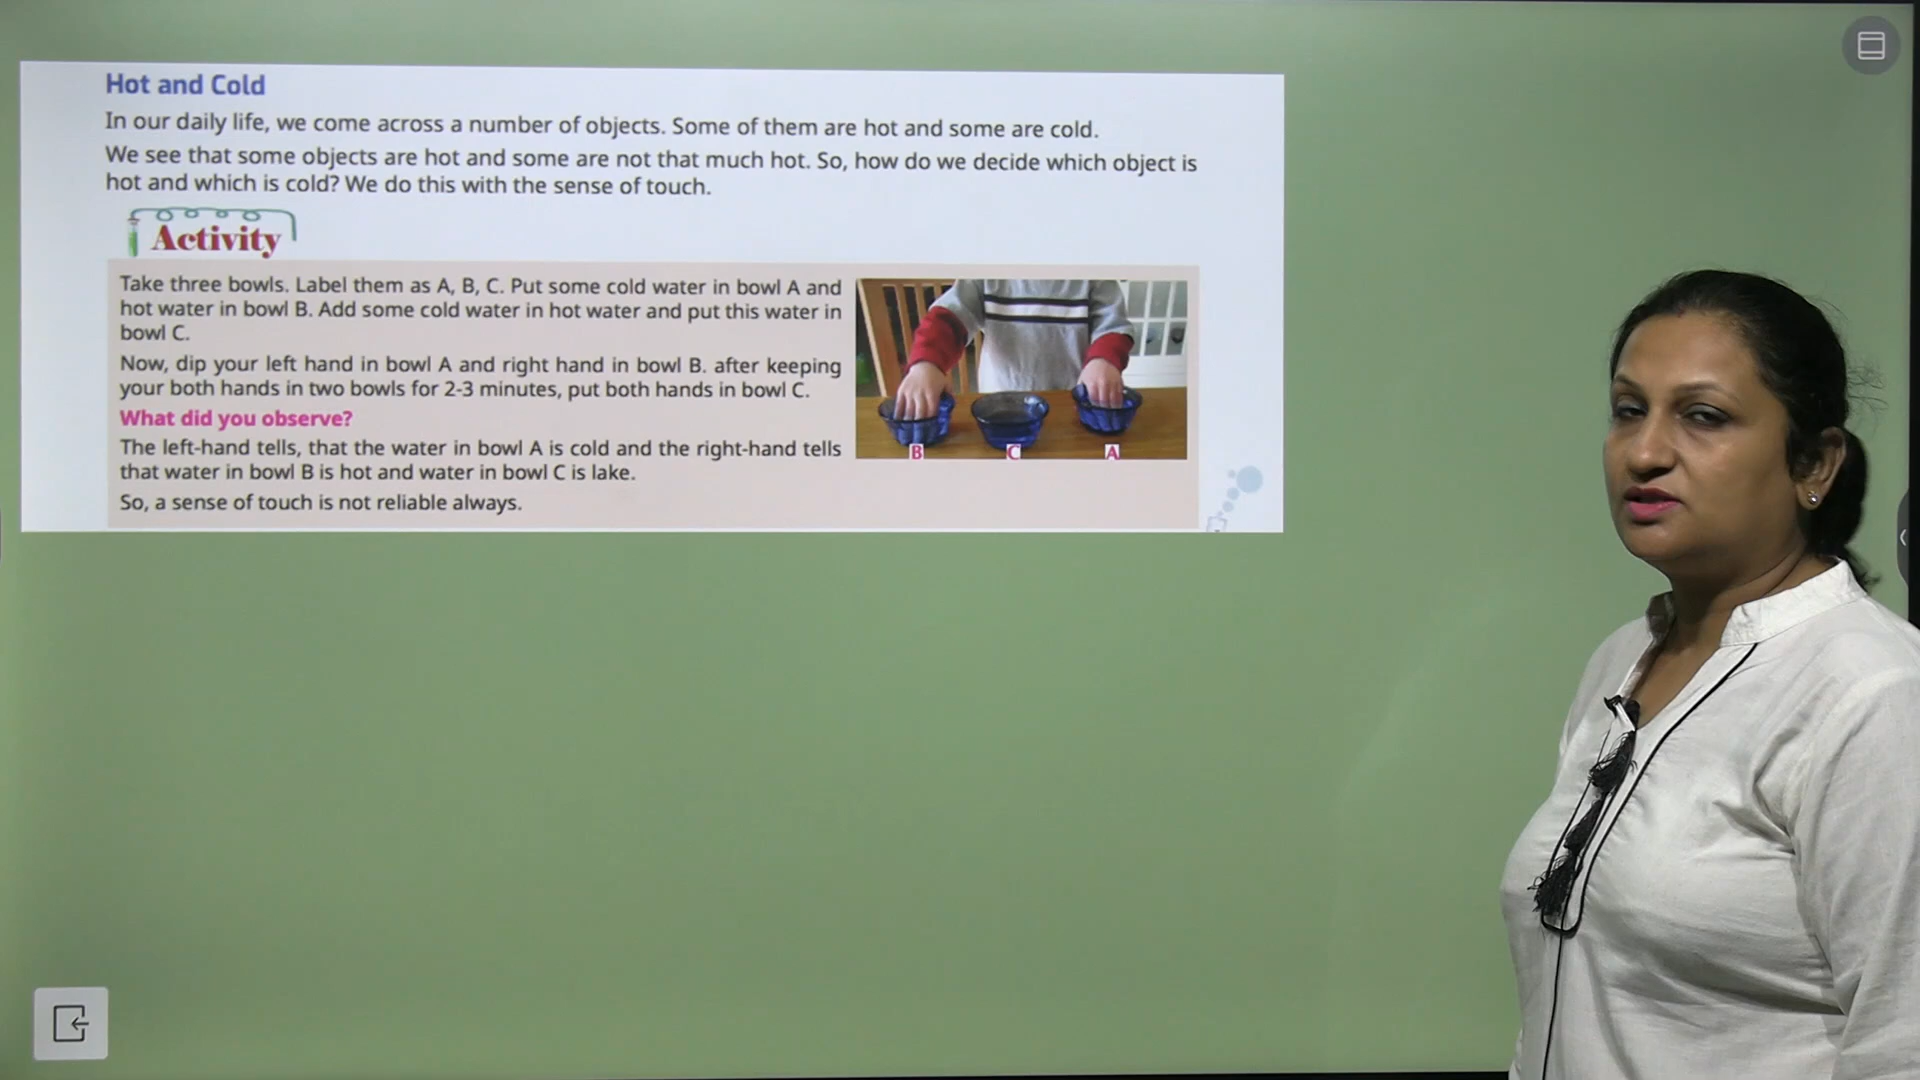 Hot and Cold
In our daily life, we come across a number of objects. Some of them are hot and some are cold.
We see that some objects are hot and some are not that much hot. So, how do we decide which object is
hot and which is cold? We do this with the sense of touch.
Activity
Take three bowls. Label them as A, B, C. Put some cold water in bowl A and
hot water in bowl B. Add some cold water in hot water and put this water in
bowl C.
Now, dip your left hand in bowl A and right hand in bowl B. after keeping
your both hands in two bowls for 2-3 minutes, put both hands in bowl C.
What did you observe?
The left-hand tells, that the water in bowl A is cold and the right-hand tells
that water in bowl B is hot and water in bowl C is lake.
So, a sense of touch is not reliable always.
B C A